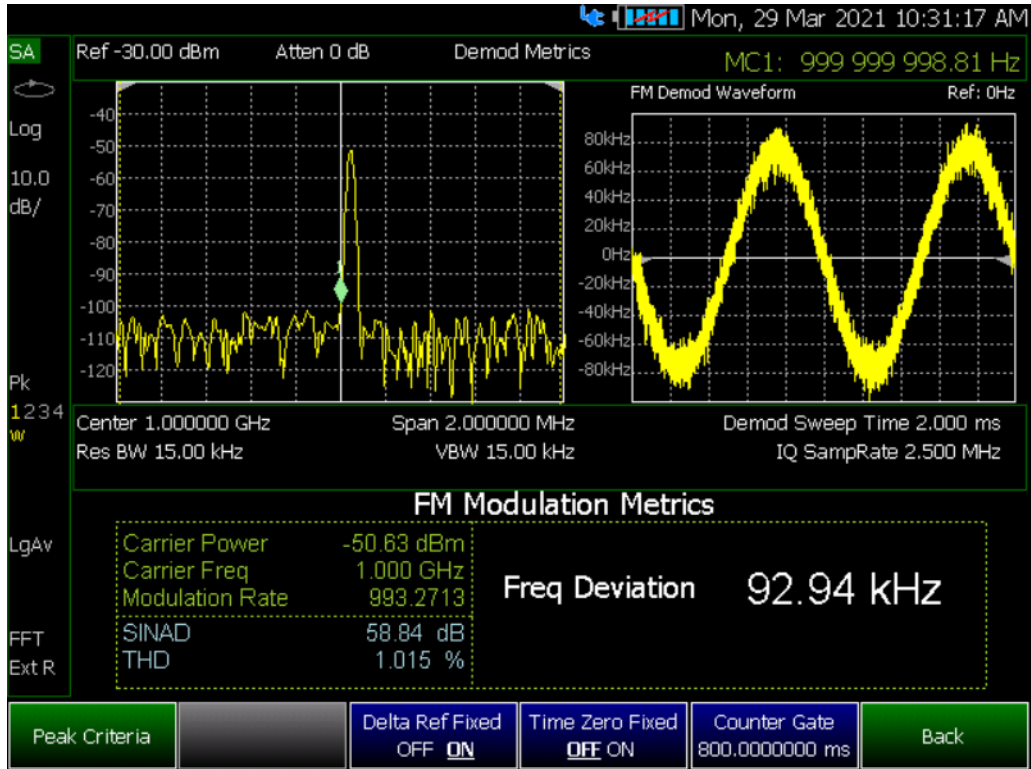 Mon, 29 Mar 2021 10:31:17 AM
SA
Ref -30.00 dBm Atten 0 dB Demod Metrics MC1: 999 999 998.81 Hz
FM Demod Waveform Ref: 0Hz
Log
10.0
dB/
-40
-50
-60
-70
-80
-90
-100
-110
-120
1
80kHz
60kHz
40kHz
20kHz
0Hz
-20kHz
-40kHz
-60kHz
-80kHz
Pk
1234
W
Center 1.000000 GHz Span 2.000000 MHz Demod Sweep Time 2.000 ms
Res BW 15.00 kHz VBW 15.00 kHz IQ SampRate 2.500 MHz
FM Modulation Metrics
LgAv
Carrier Power -50.63 dBm
Carrier Freq 1.000 GHz
Modulation Rate 993.2713
Freq Deviation 92.94 kHz
FFT
SINAD 58.84 dB
THD 1.015 %
Ext R
Peak Criteria
Delta Ref Fixed
OFF ON
Time Zero Fixed
OFF ON
Counter Gate
800.0000000 ms
Back